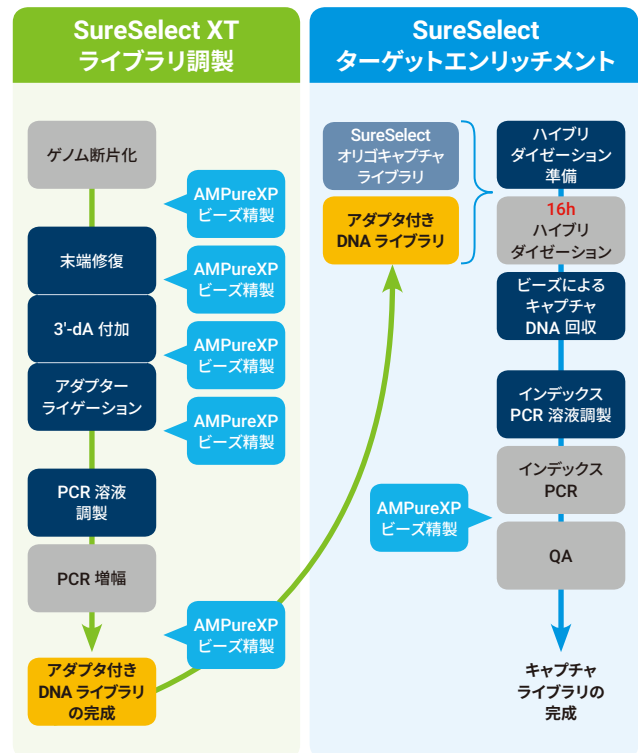 SureSelect XT
ライブラリ調製
ゲノム断片化
AMPureXP
ビーズ精製
末端修復
AMPureXP
ビーズ精製
3'-dA 付加
AMPureXP
ビーズ精製
アダプター
ライゲーション
AMPureXP
ビーズ精製
PCR 溶液
調製
PCR 増幅
AMPureXP
ビーズ精製
アダプタ付き
DNA ライブラリ
の完成
SureSelect
ターゲットエンリッチメント
SureSelect
オリゴキャプチャ
ライブラリ
アダプタ付き
DNA ライブラリ
ハイブリ
ダイゼーション
準備
16h
ハイブリ
ダイゼーション
ビーズによる
キャプチャ
DNA 回収
インデックス
PCR 溶液調製
インデックス
PCR
AMPureXP
ビーズ精製
QA
キャプチャ
ライブラリの
完成